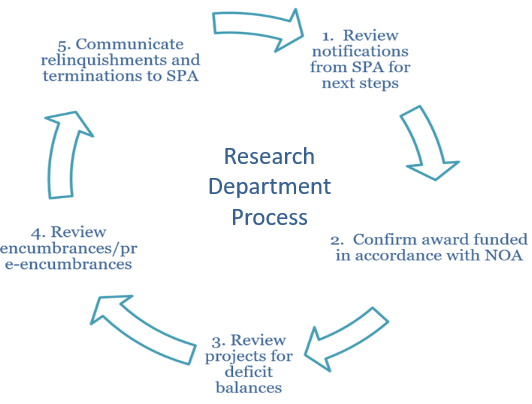 1. Review
notifications
from SPA for
next steps
2. Confirm award funded
in accordance with NOA
3. Review
projects for
deficit
balances
4. Review
encumbrances/pr
e-encumbrances
5. Communicate
relinquishments and
terminations to SPA
Research
Department
Process